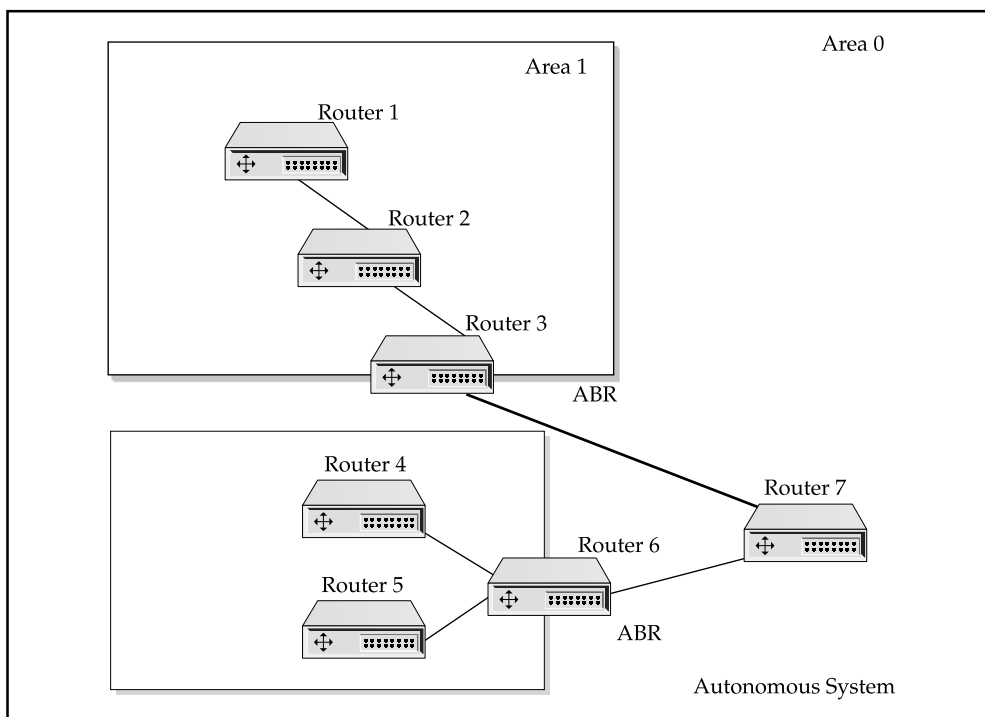 Area 0
Area 1
Router 1
Router 2
Router 3
ABR
Router 4
Router 7
Router 6
Router 5
ABR
Autonomous System